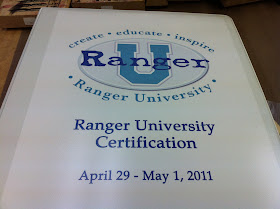 create • educate • inspire
U
Ranger
• Ranger University •
Ranger University
Certification
April 29 - May 1, 2011